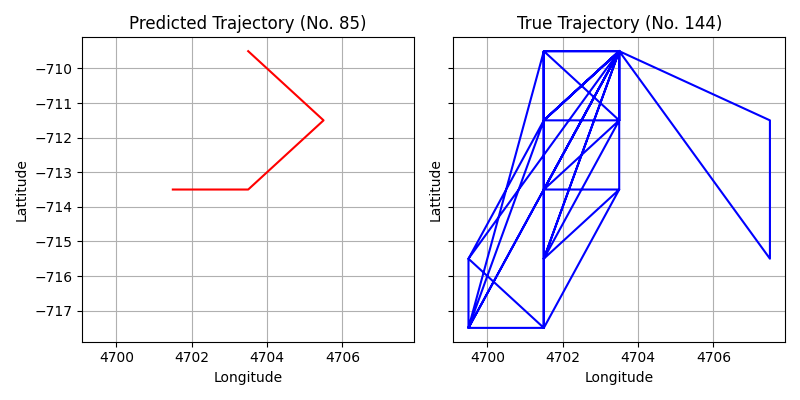 Predicted Trajectory (No. 85)
True Trajectory (No. 144)
Lattitude
−710
−711
−712
−713
−714
−715
−716
−717
4700
4702
4704
4706
Longitude
Lattitude
4700
4702
4704
4706
Longitude